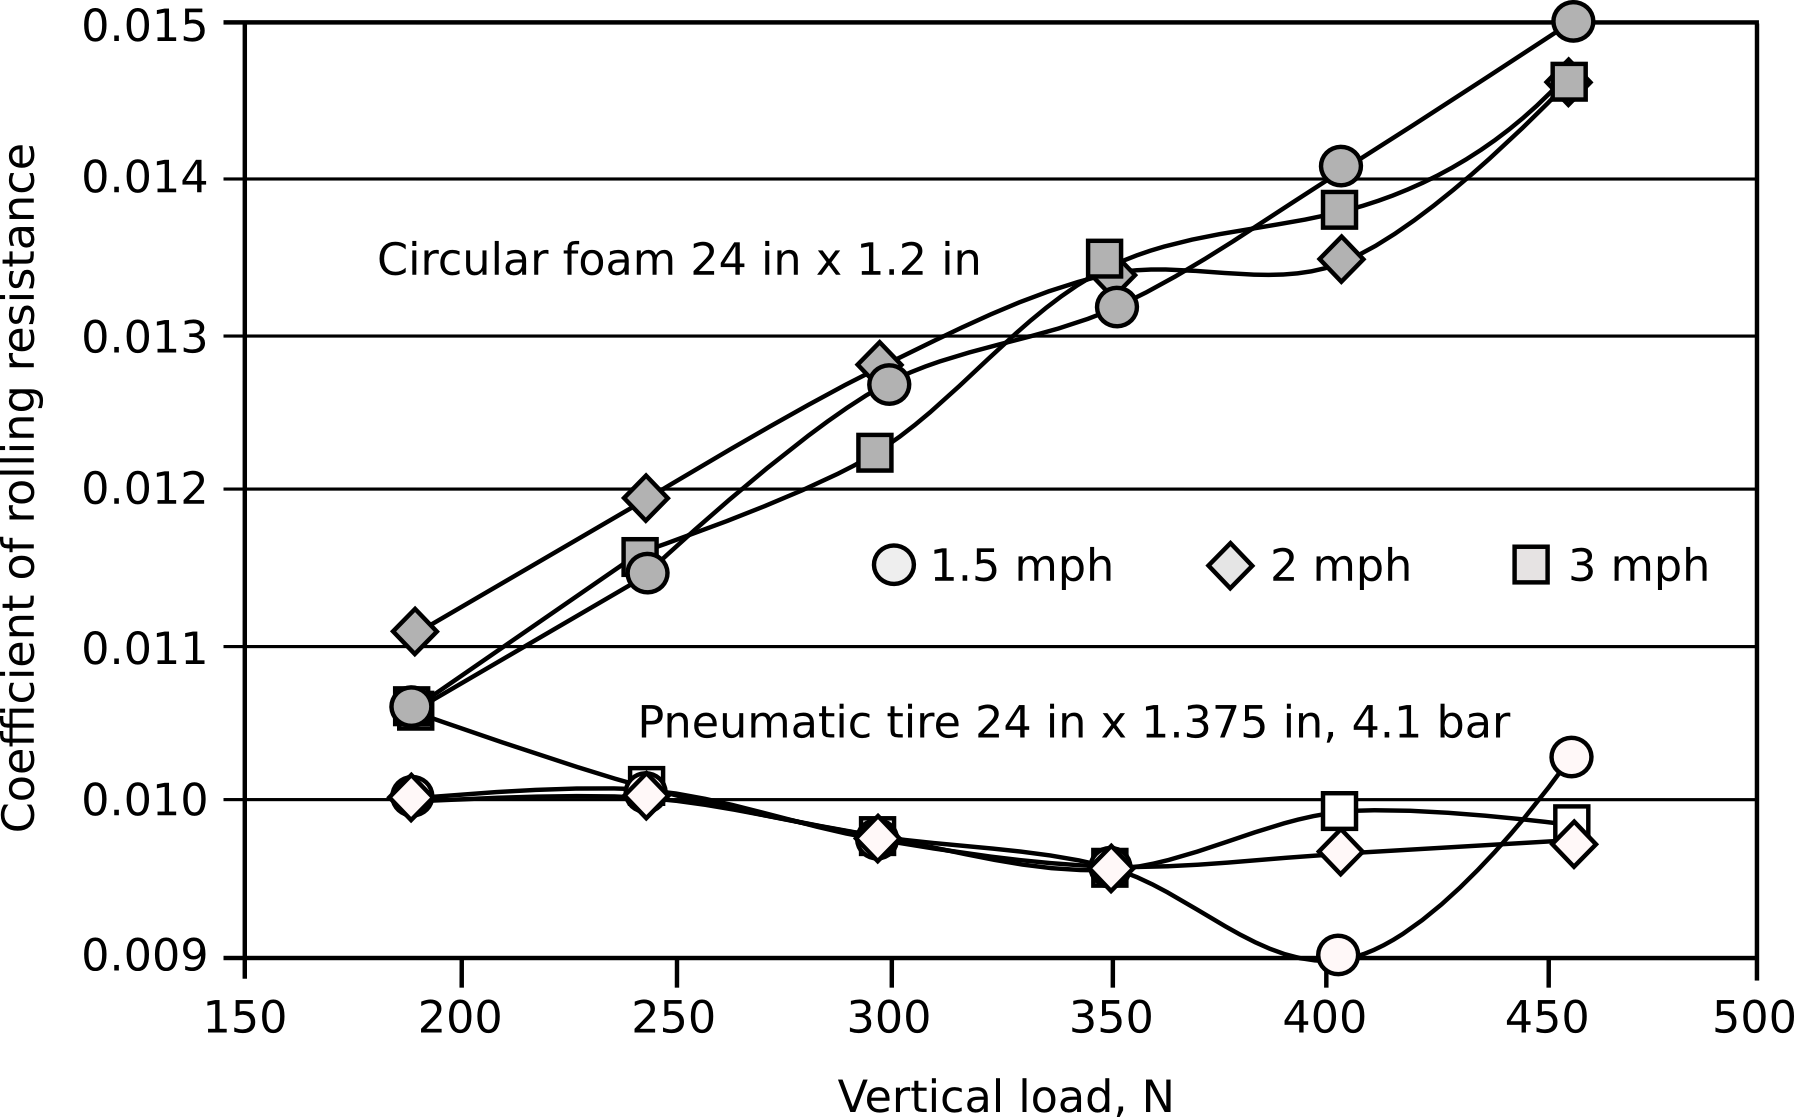 0.015
0.014
Circular foam 24 in x 1.2 in
0.013
0.012
1.5 mph 2 mph 3 mph
0.011
Pneumatic tire 24 in x 1.375 in, 4.1 bar
0.010
0.009
Coefficient of rolling resistance
150 200 250 300 350 400 450 500
Vertical load, N